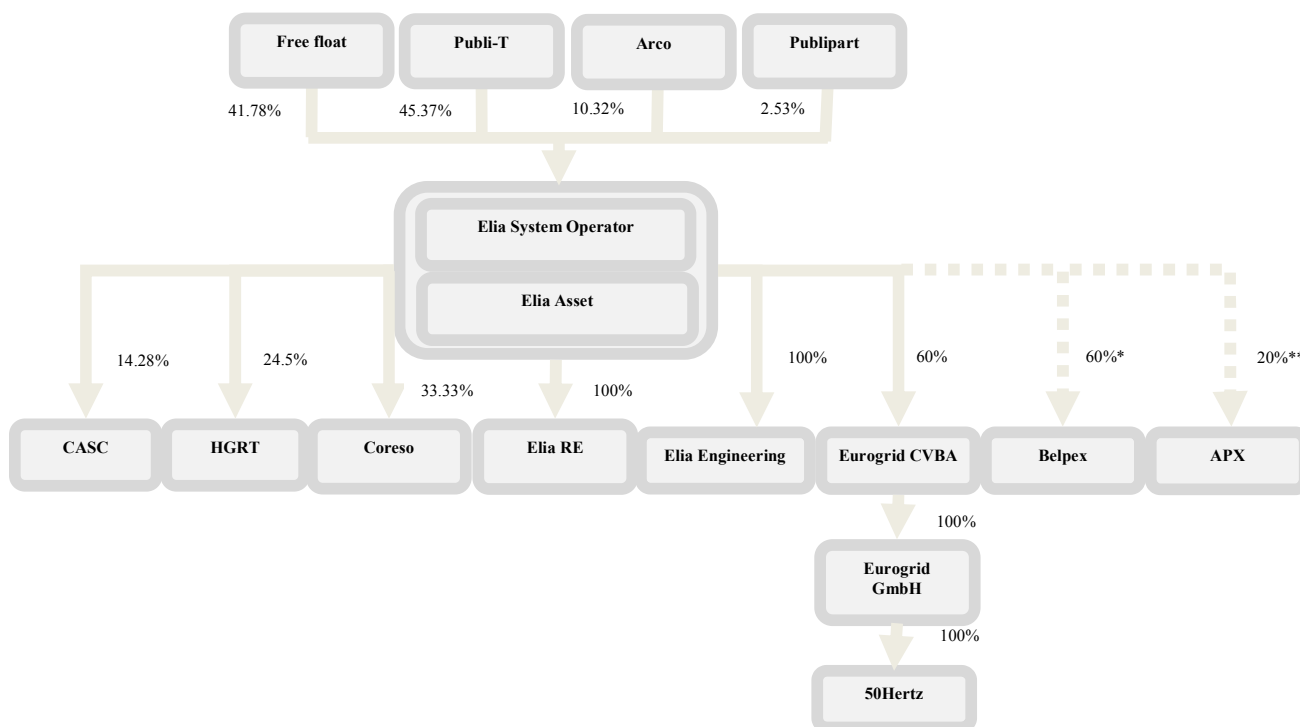 Free float
Publi-T
Arco
Publipart
41.78%
45.37%
10.32%
2.53%
Elia System Operator
Elia Asset
14.28%
24.5%
33.33%
100%
100%
60%
60%*
20%**
CASC
HGRT
Coreso
Elia RE
Elia Engineering
Eurogrid CVBA
Belpex
APX
100%
Eurogrid
GmbH
100%
50Hertz